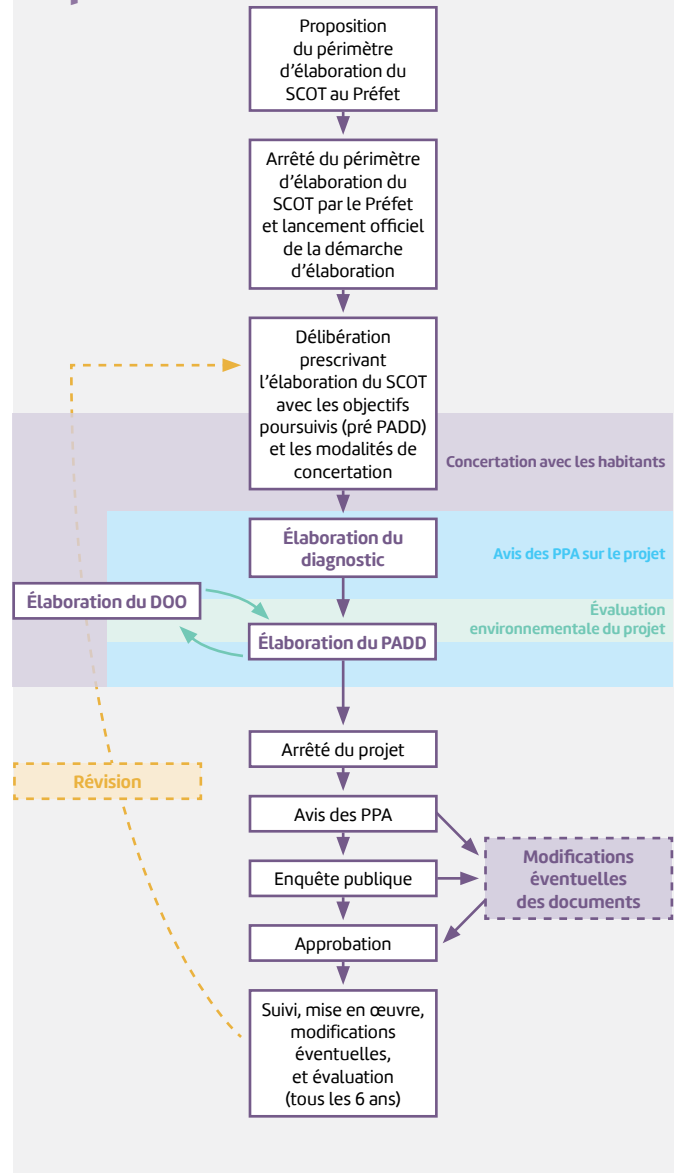 Proposition
du périmètre
d’élaboration du
SCOT au Préfet
Arrêté du périmètre
d’élaboration du
SCOT par le Préfet
et lancement officiel
de la démarche
d’élaboration
Délibération
prescrivant
l’élaboration du SCOT
avec les objectifs
poursuivis (pré PADD)
et les modalités de
concertation
Concertation avec les habitants
Élaboration du
diagnostic
Avis des PPA sur le projet
Élaboration du DOO
Évaluation
environnementale du projet
Élaboration du PADD
Arrêté du projet
Révision
Avis des PPA
Modifications
éventuelles
des documents
Enquête publique
Approbation
Suivi, mise en œuvre,
modifications
éventuelles,
et évaluation
(tous les 6 ans)